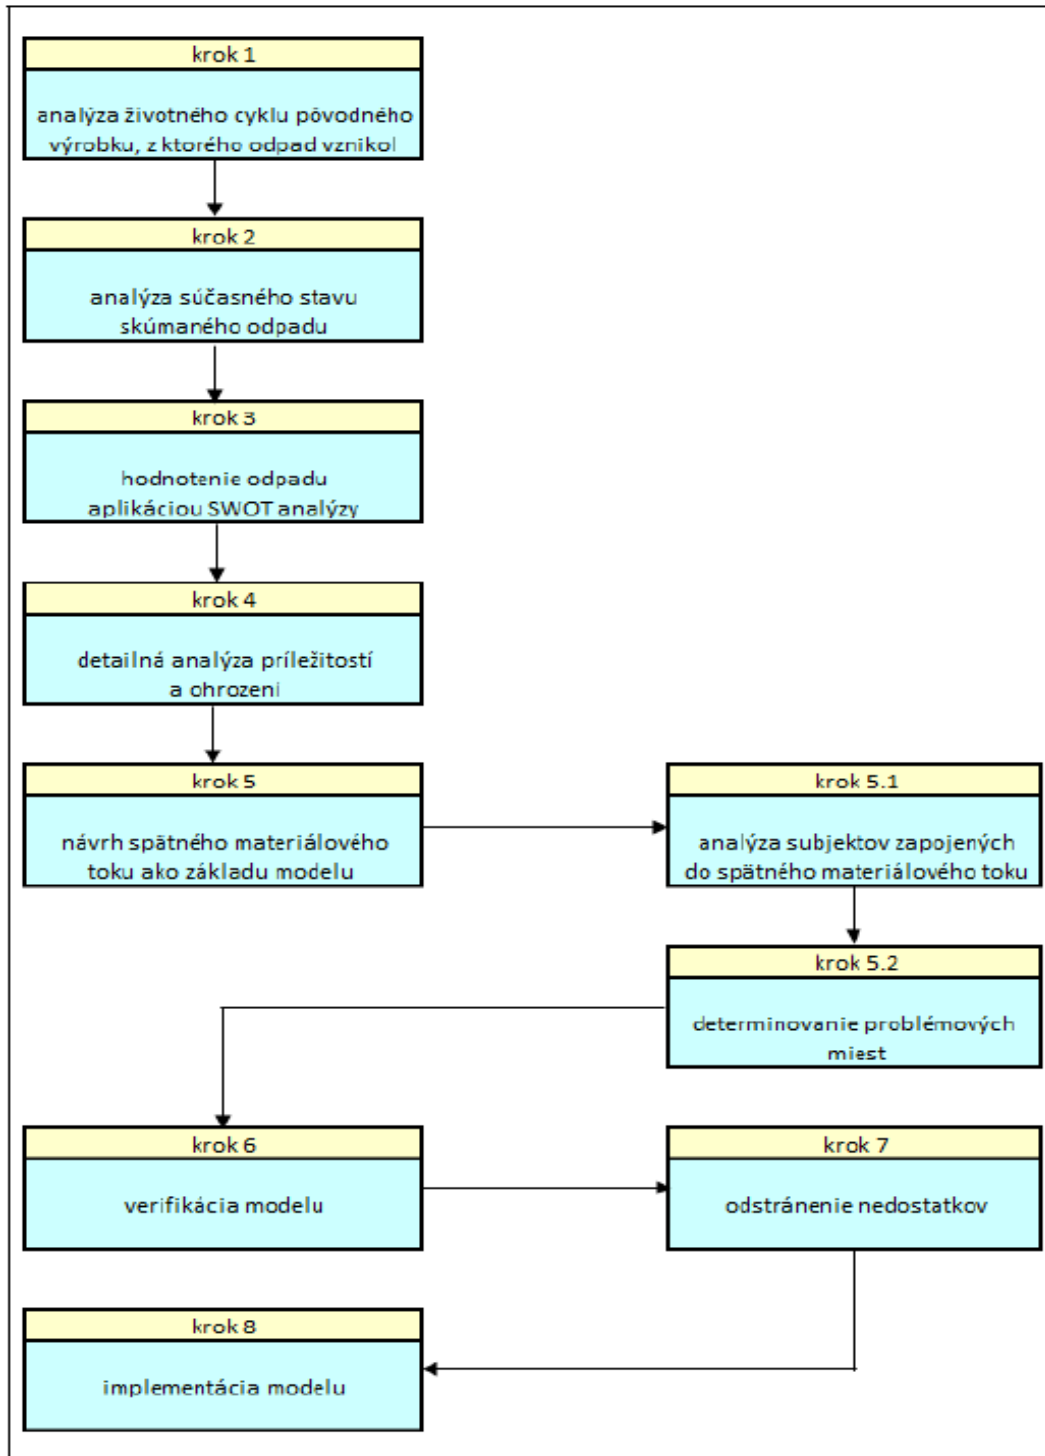 krok 1
analýza životného cyklu pôvodného
výrobku, z ktorého odpad vznikol
krok 2
analýza súčasného stavu
skúmaného odpadu
krok 3
hodnotenie odpadu
aplikáciou SWOT analýzy
krok 4
detailná analýza príležitostí
a ohrození
krok 5
návrh spätného materiálového
toku ako základu modelu
krok 5.1
analýza subjektov zapojených
do spätného materiálového toku
krok 5.2
determinovanie problémových
miest
krok 6
verifikácia modelu
krok 7
odstránenie nedostatkov
krok 8
implementácia modelu